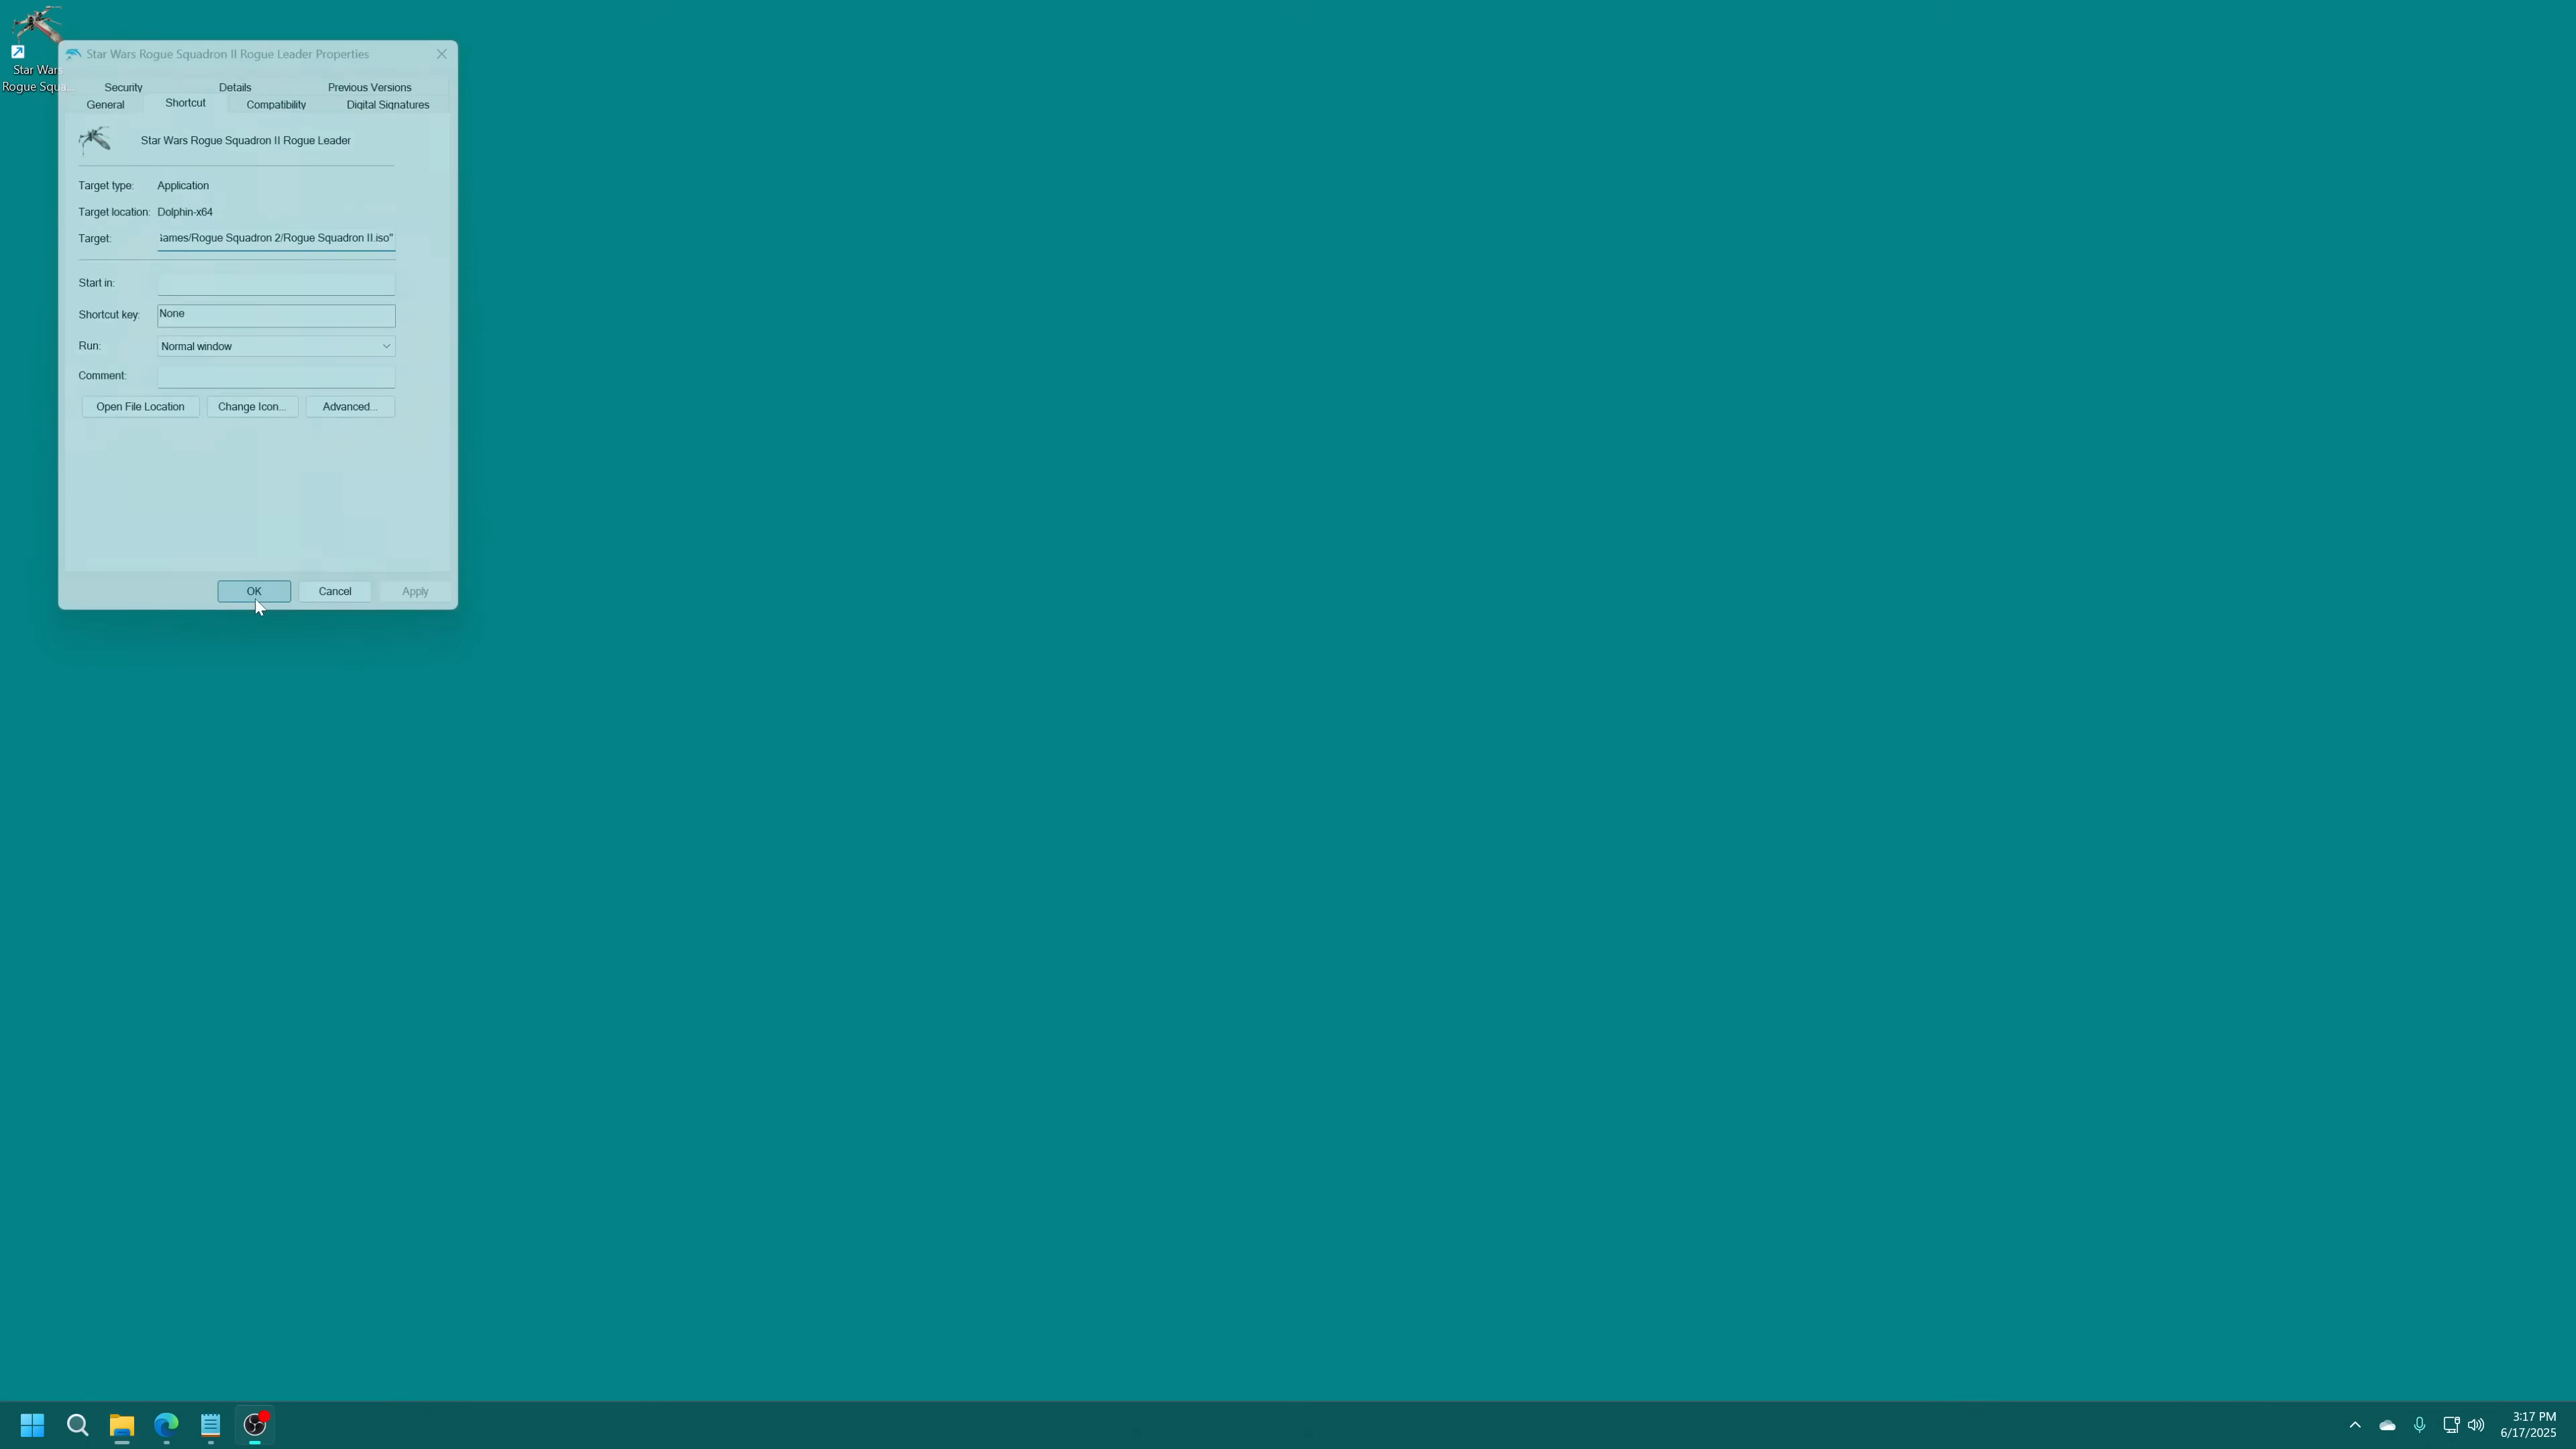 Star Wars
Rogue Squa...
Star Wars Rogue Squadron II Rogue Leader Properties
Security Details Previous Versions
General Shortcut Compatibility Digital Signatures
Star Wars Rogue Squadron II Rogue Leader
Target type: Application
Target location: Dolphin-x64
Target: ames/Rogue Squadron 2/Rogue Squadron II.iso"
Start in:
Shortcut key: None
Run: Normal window
Comment:
Open File Location Change Icon... Advanced...
OK Cancel Apply
3:17 PM
6/17/2025